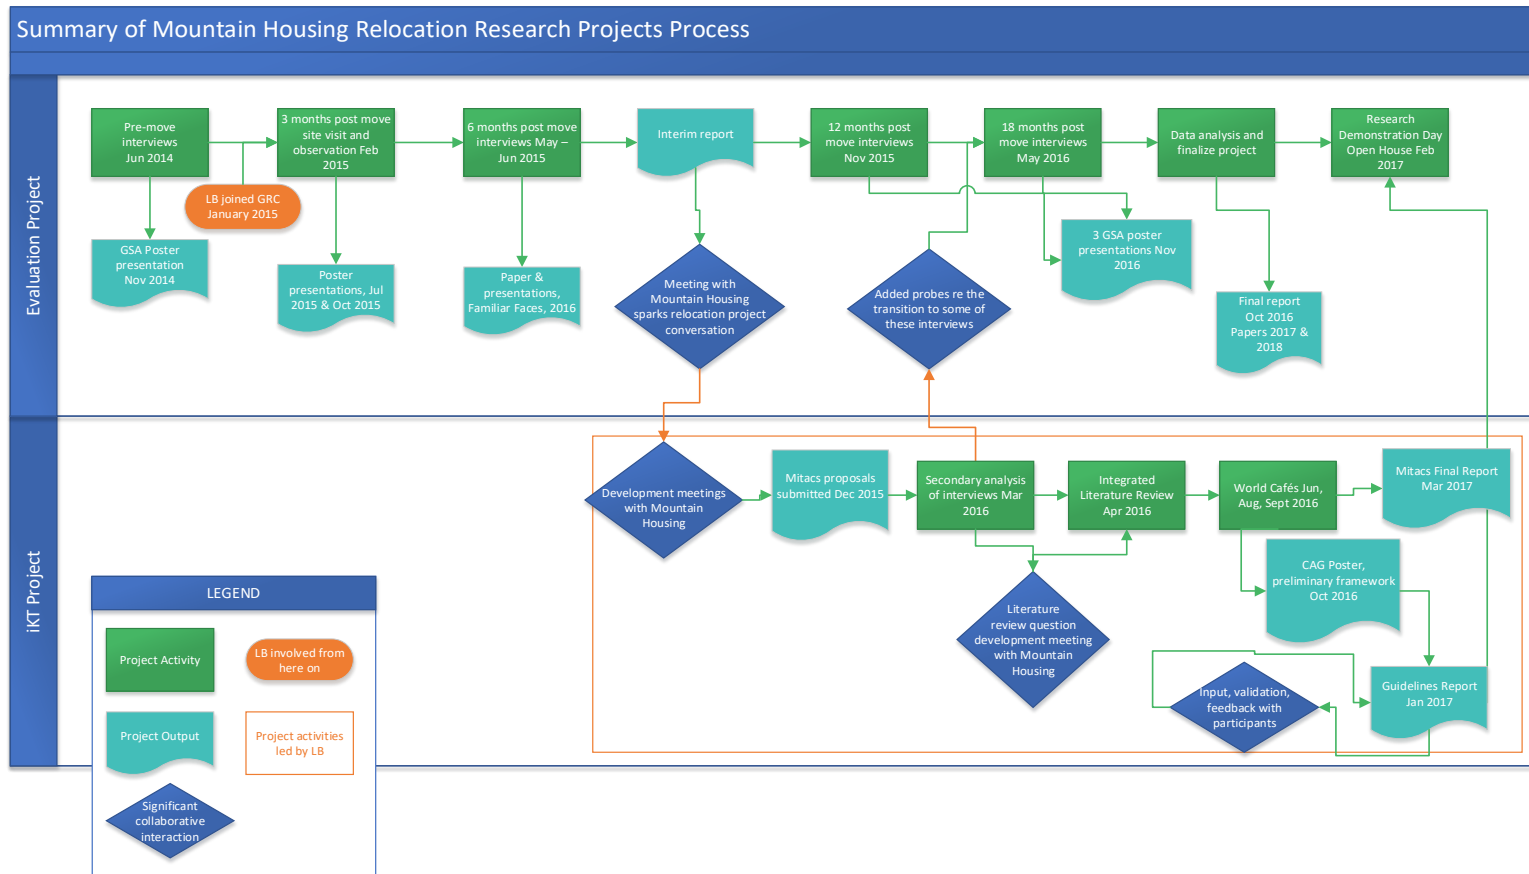 Summary of Mountain Housing Relocation Research Projects Process
Evaluation Project
Pre-move
interviews
Jun 2014
3 months post move
site visit and
observation Feb
2015
6 months post move
interviews May –
Jun 2015
Interim report
12 months post
move interviews
Nov 2015
18 months post
move interviews
May 2016
Data analysis and
finalize project
Research
Demonstration Day
Open House Feb
2017
LB joined GRC
January 2015
GSA Poster
presentation
Nov 2014
Poster
presentations, Jul
2015 & Oct 2015
Paper &
presentations,
Familiar Faces, 2016
Meeting with
Mountain Housing
sparks relocation project
conversation
Added probes re the
transition to some of
these interviews
3 GSA poster
presentations Nov
2016
Final report
Oct 2016
Papers 2017 &
2018
iKT Project
Development meetings
with Mountain
Housing
Mitacs proposals
submitted Dec 2015
Secondary analysis
of interviews Mar
2016
Integrated
Literature Review
Apr 2016
World Cafés Jun,
Aug, Sept 2016
Mitacs Final Report
Mar 2017
Literature
review question
development meeting
with Mountain
Housing
CAG Poster,
preliminary framework
Oct 2016
Input, validation,
feedback with
participants
Guidelines Report
Jan 2017
LEGEND
Project Activity
LB involved from
here on
Project Output
Project activities
led by LB
Significant
collaborative
interaction